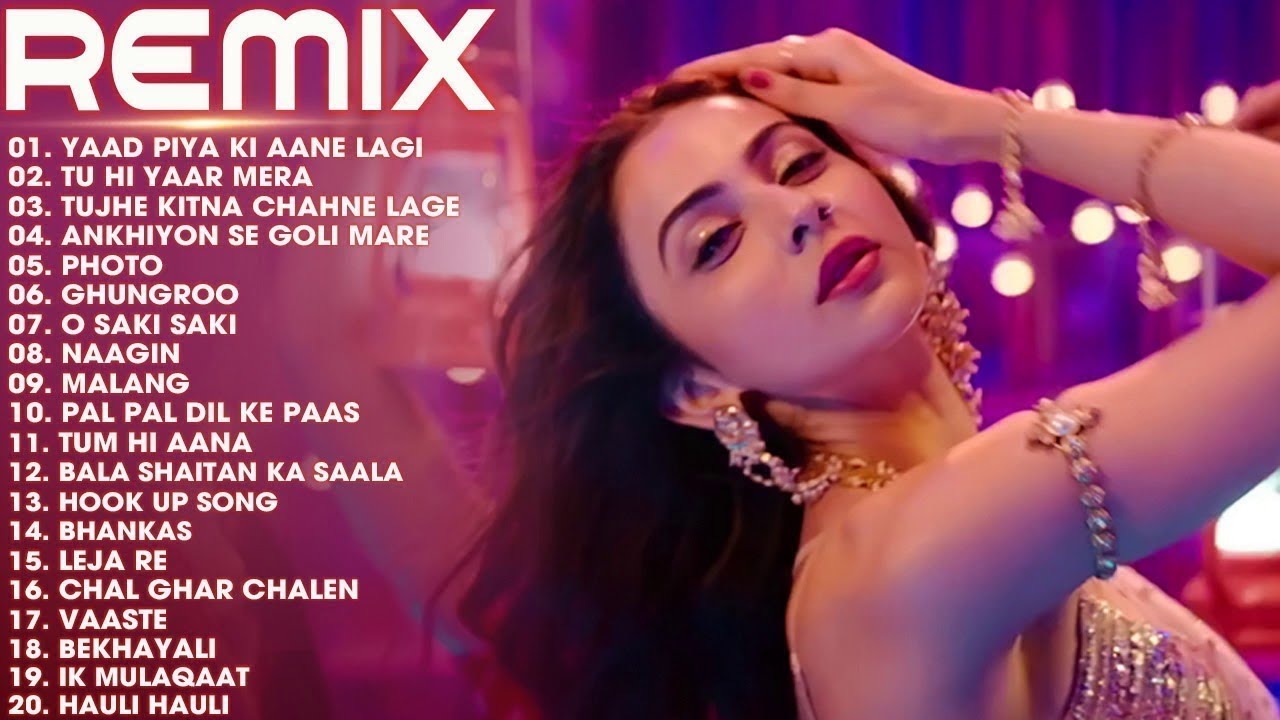 REMIX
01. YAAD PIYA KI AANE LAGI
02. TU HI YAAR MERA
03. TUJHE KITNA CHAHNE LAGE
04. ANKHIYON SE GOLI MARE
05. PHOTO
06. GHUNGROO
07. O SAKI SAKI
08. NAAGIN
09. MALANG
10. PAL PAL DIL KE PAAS
11. TUM HI AANA
12. BALA SHAITAN KA SAALA
13. HOOK UP SONG
14. BHANKAS
15. LEJA RE
16. CHAL GHAR CHALEN
17. VAASTE
18. BEKHAYALI
19. IK MULAQAAT
20. HAULI HAULI